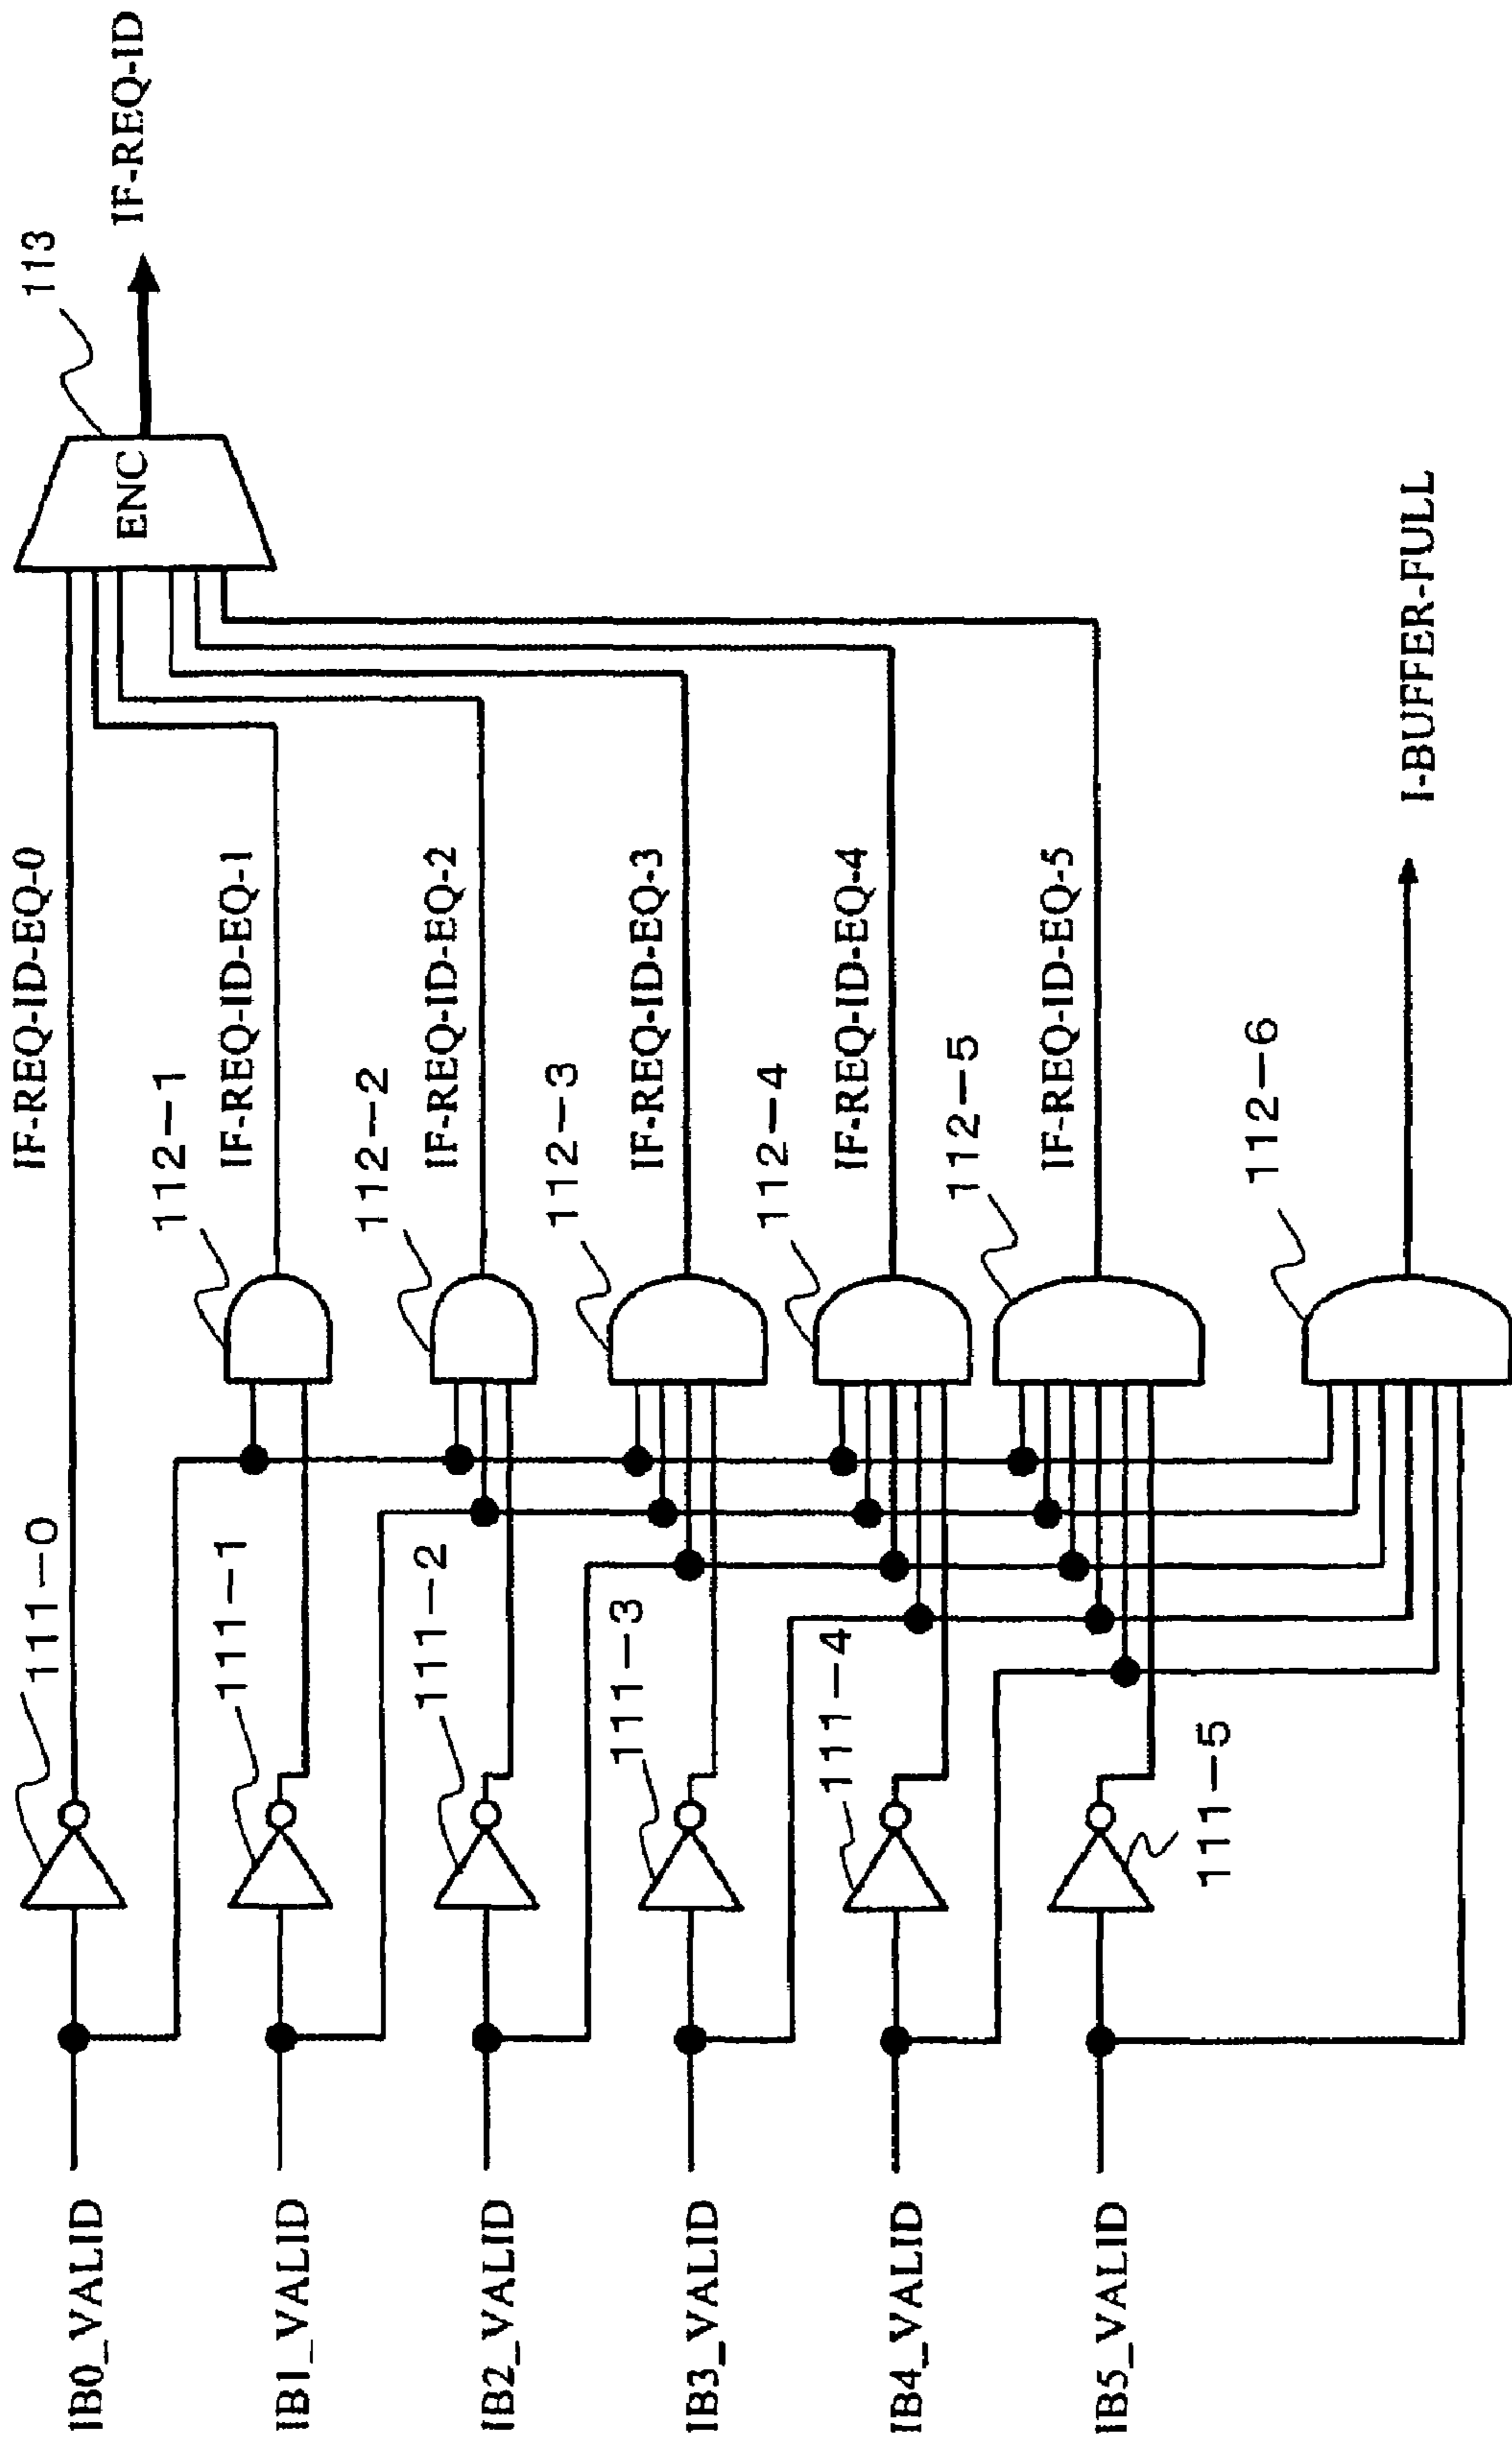 IB0_VALID
IB1_VALID
IB2_VALID
IB3_VALID
IB4_VALID
IB5_VALID
111-0
111-1
111-2
111-3
111-4
111-5
112-1
112-2
112-3
112-4
112-5
112-6
IF-REQ-ID-EQ-0
IF-REQ-ID-EQ-1
IF-REQ-ID-EQ-2
IF-REQ-ID-EQ-3
IF-REQ-ID-EQ-4
IF-REQ-ID-EQ-5
ENC
113
IF-REQ-ID
I-BUFFER-FULL